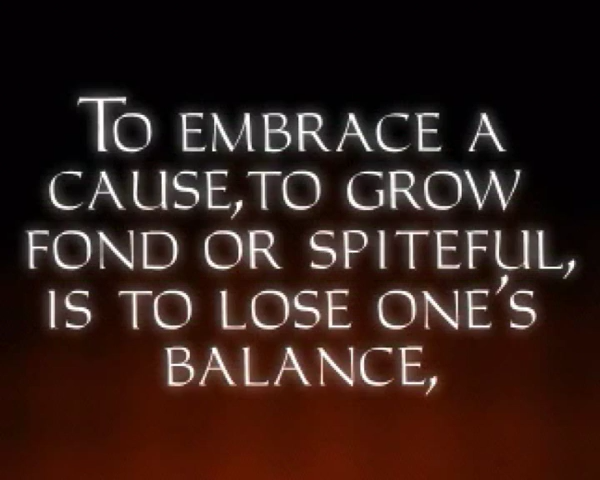 TO EMBRACE A
CAUSE,TO GROW
FOND OR SPITEFUL,
IS TO LOSE ONE'S
BALANCE,